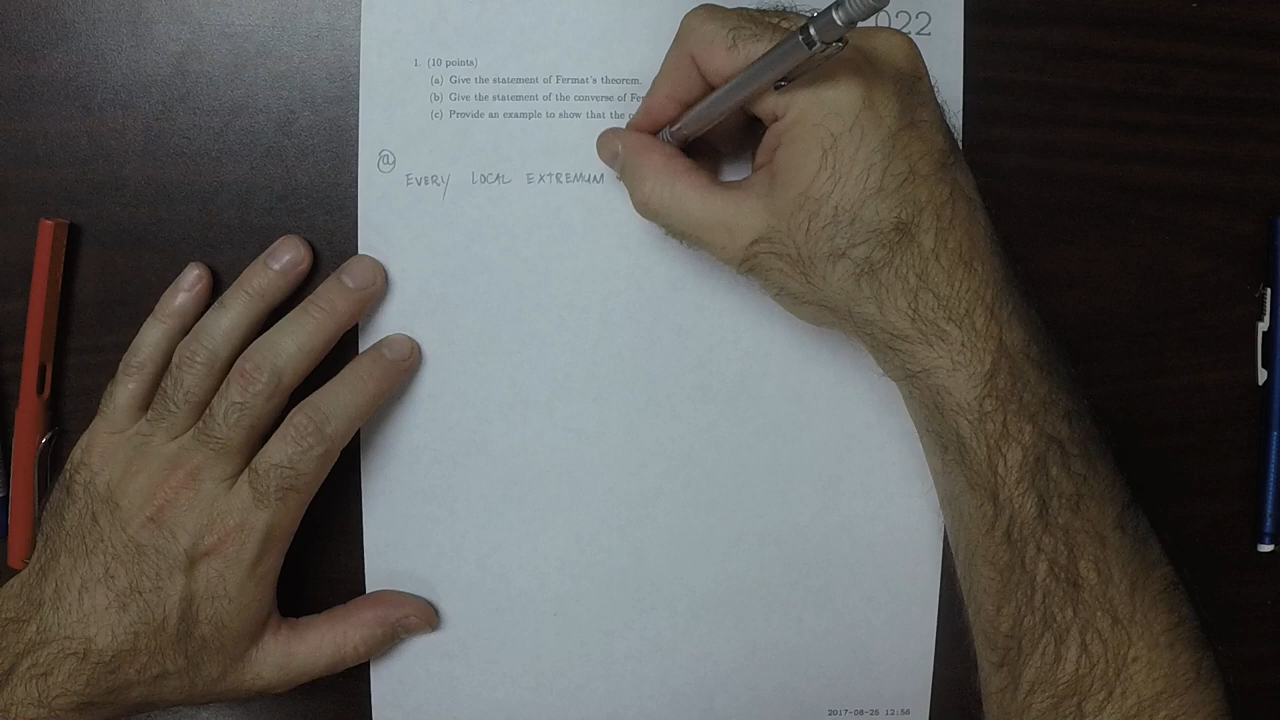 022
1. (10 points)
(a) Give the statement of Fermat's theorem.
(b) Give the statement of the converse of
(c) Provide an example to show that the
a
EVERY LOCAL EXTREMUM
2017-08-25 12:56